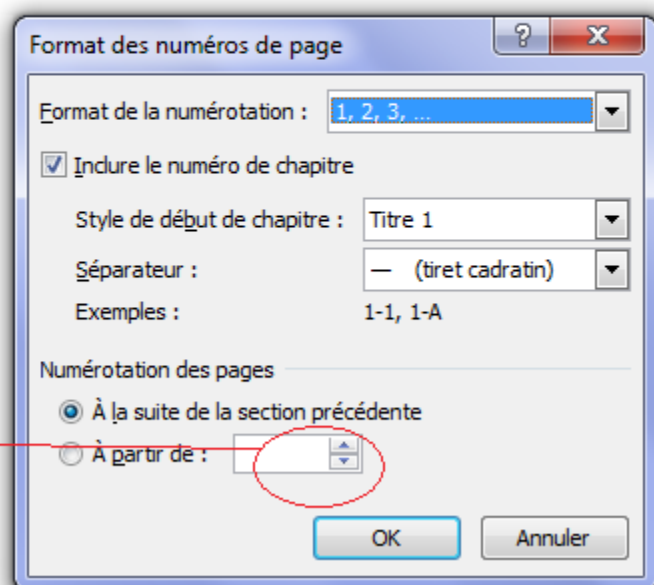 Format des numéros de page
Format de la numérotation : 1, 2, 3, ...
Inclure le numéro de chapitre
Style de début de chapitre : Titre 1
Séparateur : — (tiret cadratin)
Exemples : 1-1, 1-A
Numérotation des pages
À la suite de la section précédente
À partir de :
OK Annuler